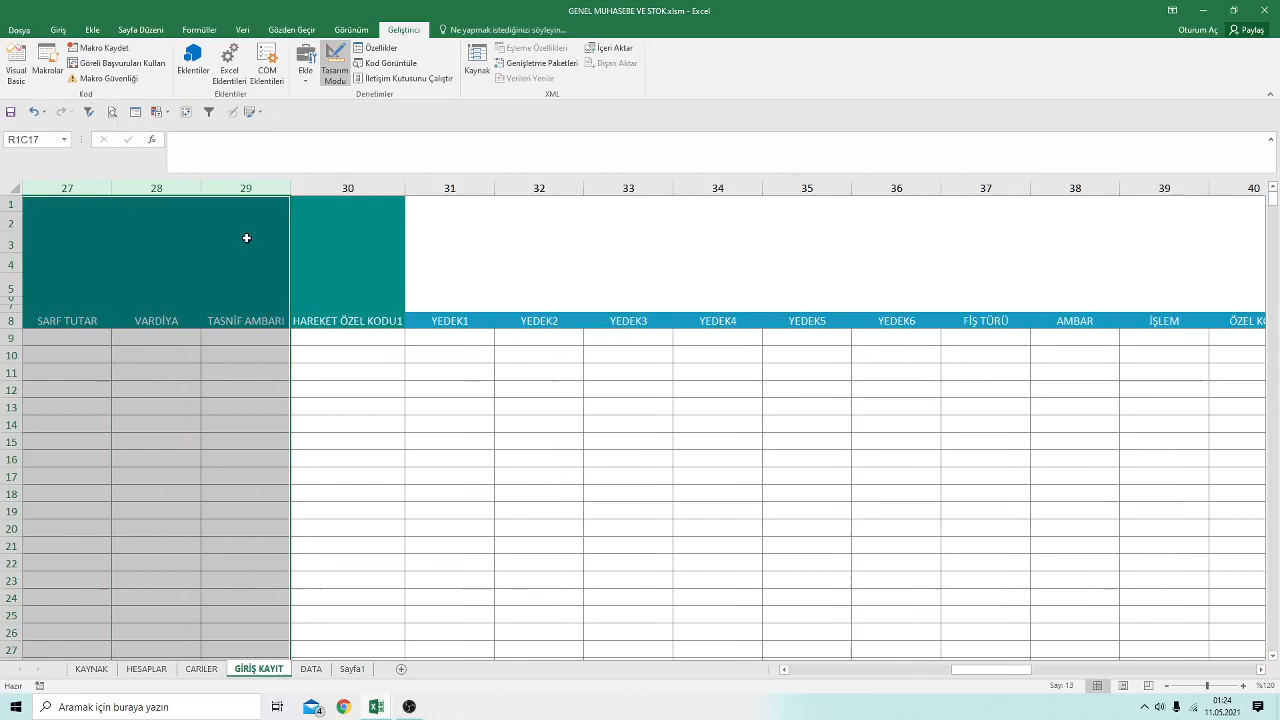 GENEL MUHASEBE VE STOK.xlsm - Excel
Dosya Giriş Ekle Sayfa Düzeni Formüller Veri Gözden Geçir Görünüm Geliştirici Ne yapmak istediğinizi söyleyin... Oturum Aç Paylaş
Visual Basic
Makrolar
Makro Kaydet
Göreli Başvuruları Kullan
Makro Güvenliği
Kod
Eklentiler
Excel Eklentileri
COM Eklentileri
Eklentiler
Ekle
Tasarım Modu
Özellikler
Kod Görüntüle
İletişim Kutusunu Çalıştır
Denetimler
Kaynak
Eşleme Özellikleri
Genişletme Paketleri
Verileri Yenile
İçeri Aktar
Dışarı Aktar
XML
R1C17
fx
27 28 29 30 31 32 33 34 35 36 37 38 39 40
1
2
3
4
5
6
7
8 SARF TUTAR VARDİYA TASNİF AMBARI HAREKET ÖZEL KODU1 YEDEK1 YEDEK2 YEDEK3 YEDEK4 YEDEK5 YEDEK6 FİŞ TÜRÜ AMBAR İŞLEM ÖZEL KO
9
10
11
12
13
14
15
16
17
18
19
20
21
22
23
24
25
26
27
KAYNAK HESAPLAR CARİLER GİRİŞ KAYIT DATA Sayfa1
Hazır Say: 13 %120
Aramak için buraya yazın
4
01:24
11.05.2021